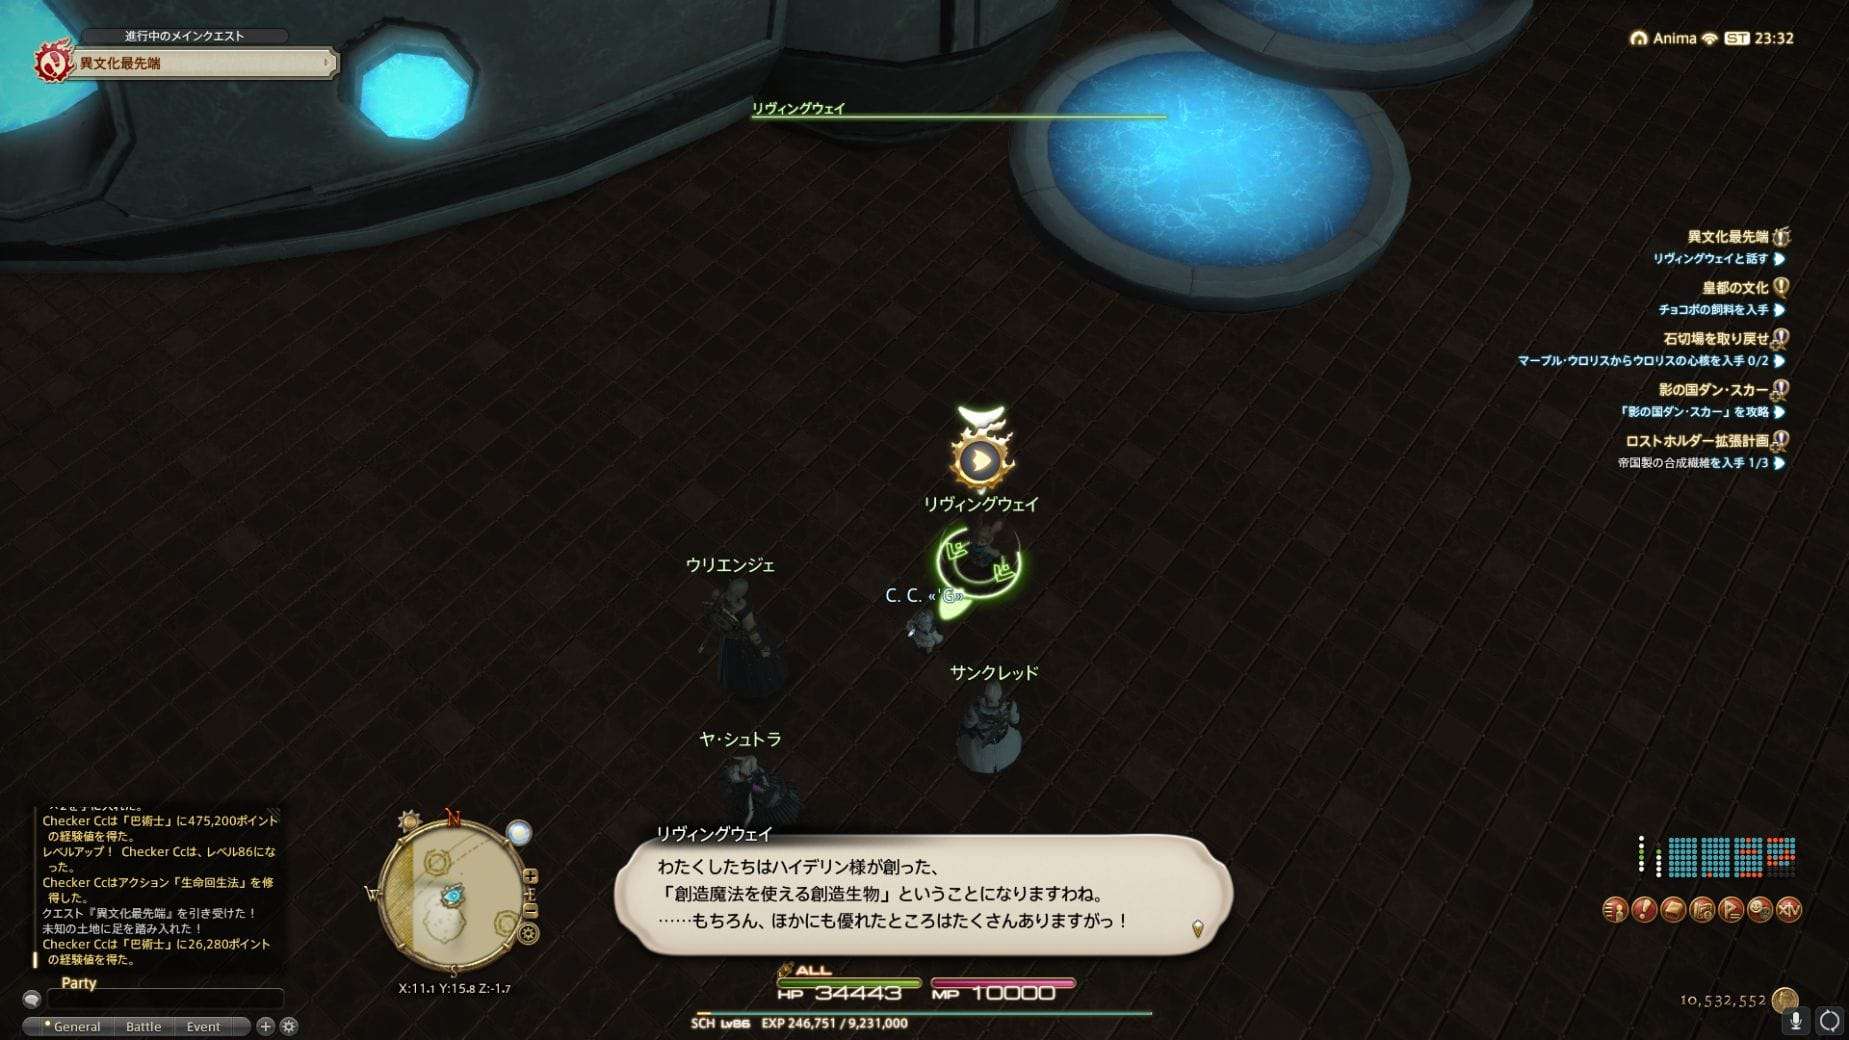 進行中のメインクエスト
異文化最先端
Anima ST 23:32
リヴィングウェイ
異文化最先端
リヴィングウェイと話す
皇都の文化
チョコボの飼料を入手
石切場を取り戻せ
マーブル・ウロリスからウロリスの心核を入手 0/2
影の国ダン・スカー
「影の国ダン・スカー」を攻略
ロストホルダー拡張計画
帝国製の合成繊維を入手 1/3
リヴィングウェイ
ウリエンジェ
C. C. «'G»
サンクレッド
ヤ・シュトラ
Checker Ccは「巴術士」に475,200ポイント
の経験値を得た。
レベルアップ！ Checker Ccは、レベル86にな
った。
Checker Ccはアクション「生命回生法」を修
得した。
クエスト『異文化最先端』を引き受けた！
未知の土地に足を踏み入れた！
Checker Ccは「巴術士」に26,280ポイント
の経験値を得た。
Party
General Battle Event
N
W
E
S
X:11.1 Y:15.8 Z:-1.7
リヴィングウェイ
わたくしたちはハイデリン様が創った、
「創造魔法を使える創造生物」ということになりますわね。
……もちろん、ほかにも優れたところはたくさんありますがっ！
ALL
HP 34443 MP 10000
SCH Lv86 EXP 246,751 / 9,231,000
XIV
10,532,552